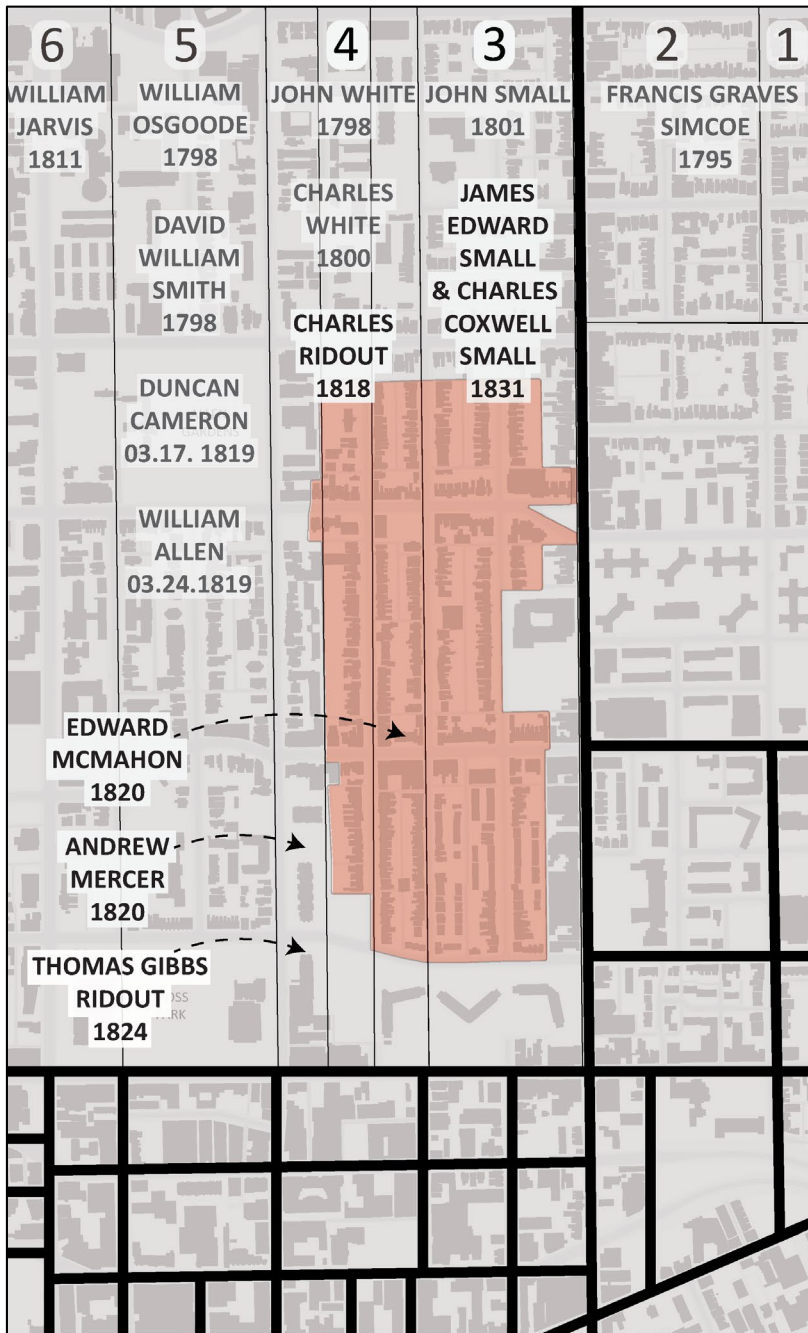 6
5
4
3
2
1
WILLIAM
JARVIS
1811
WILLIAM
OSGOODE
1798
JOHN WHITE
1798
JOHN SMALL
1801
FRANCIS GRAVES
SIMCOE
1795
DAVID
WILLIAM
SMITH
1798
CHARLES
WHITE
1800
JAMES
EDWARD
SMALL
& CHARLES
COXWELL
SMALL
1831
CHARLES
RIDOUT
1818
DUNCAN
CAMERON
03.17. 1819
WILLIAM
ALLEN
03.24.1819
EDWARD
MCMAHON
1820
ANDREW
MERCER
1820
THOMAS GIBBS
RIDOUT
1824